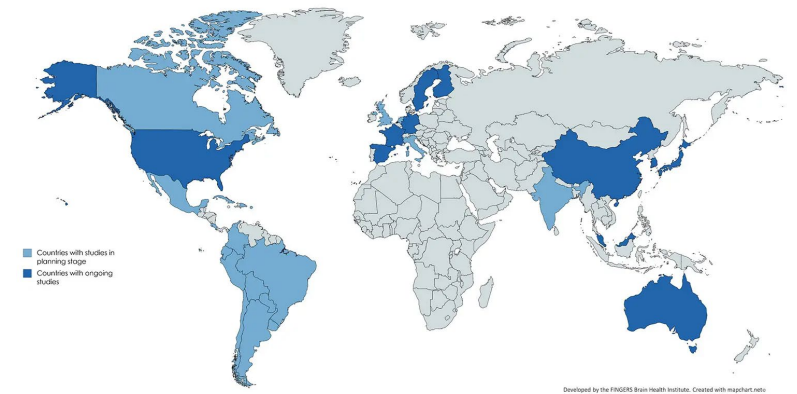 Countries with studies in
planning stage
Countries with ongoing
studies
Developed by the FINGERS Brain Health Institute. Created with mapchart.net©